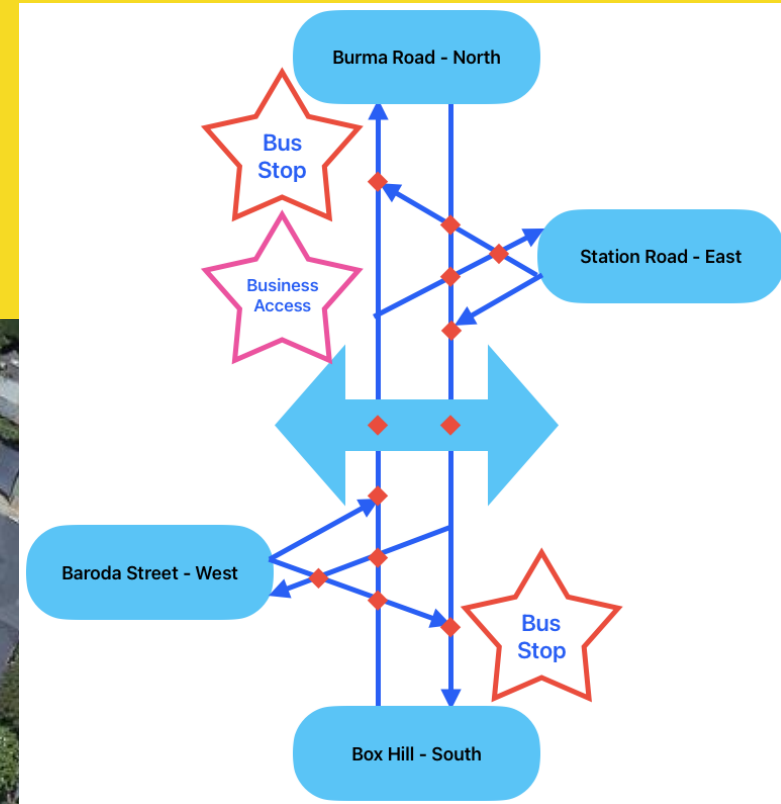 Burma Road - North
Bus
Stop
Business
Access
Station Road - East
Baroda Street - West
Bus
Stop
Box Hill - South